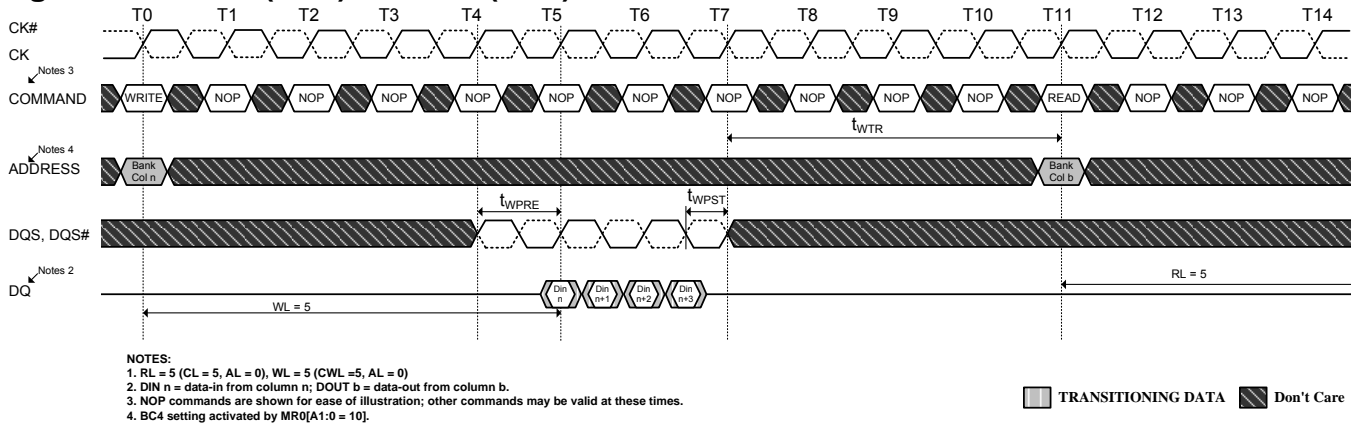 T0 T1 T2 T3 T4 T5 T6 T7 T8 T9 T10 T11 T12 T13 T14
CK#
CK
Notes 3
COMMAND WRITE NOP NOP NOP NOP NOP NOP NOP NOP NOP NOP READ NOP NOP NOP
tWTR
Notes 4
ADDRESS
Bank
Col n
Bank
Col b
tWPRE
tWPST
DQS, DQS#
Notes 2
DQ
Din
n
Din
n+1
Din
n+2
Din
n+3
RL = 5
WL = 5
NOTES:
1. RL = 5 (CL = 5, AL = 0), WL = 5 (CWL =5, AL = 0)
2. DIN n = data-in from column n; DOUT b = data-out from column b.
3. NOP commands are shown for ease of illustration; other commands may be valid at these times.
4. BC4 setting activated by MR0[A1:0 = 10].
TRANSITIONING DATA
Don't Care